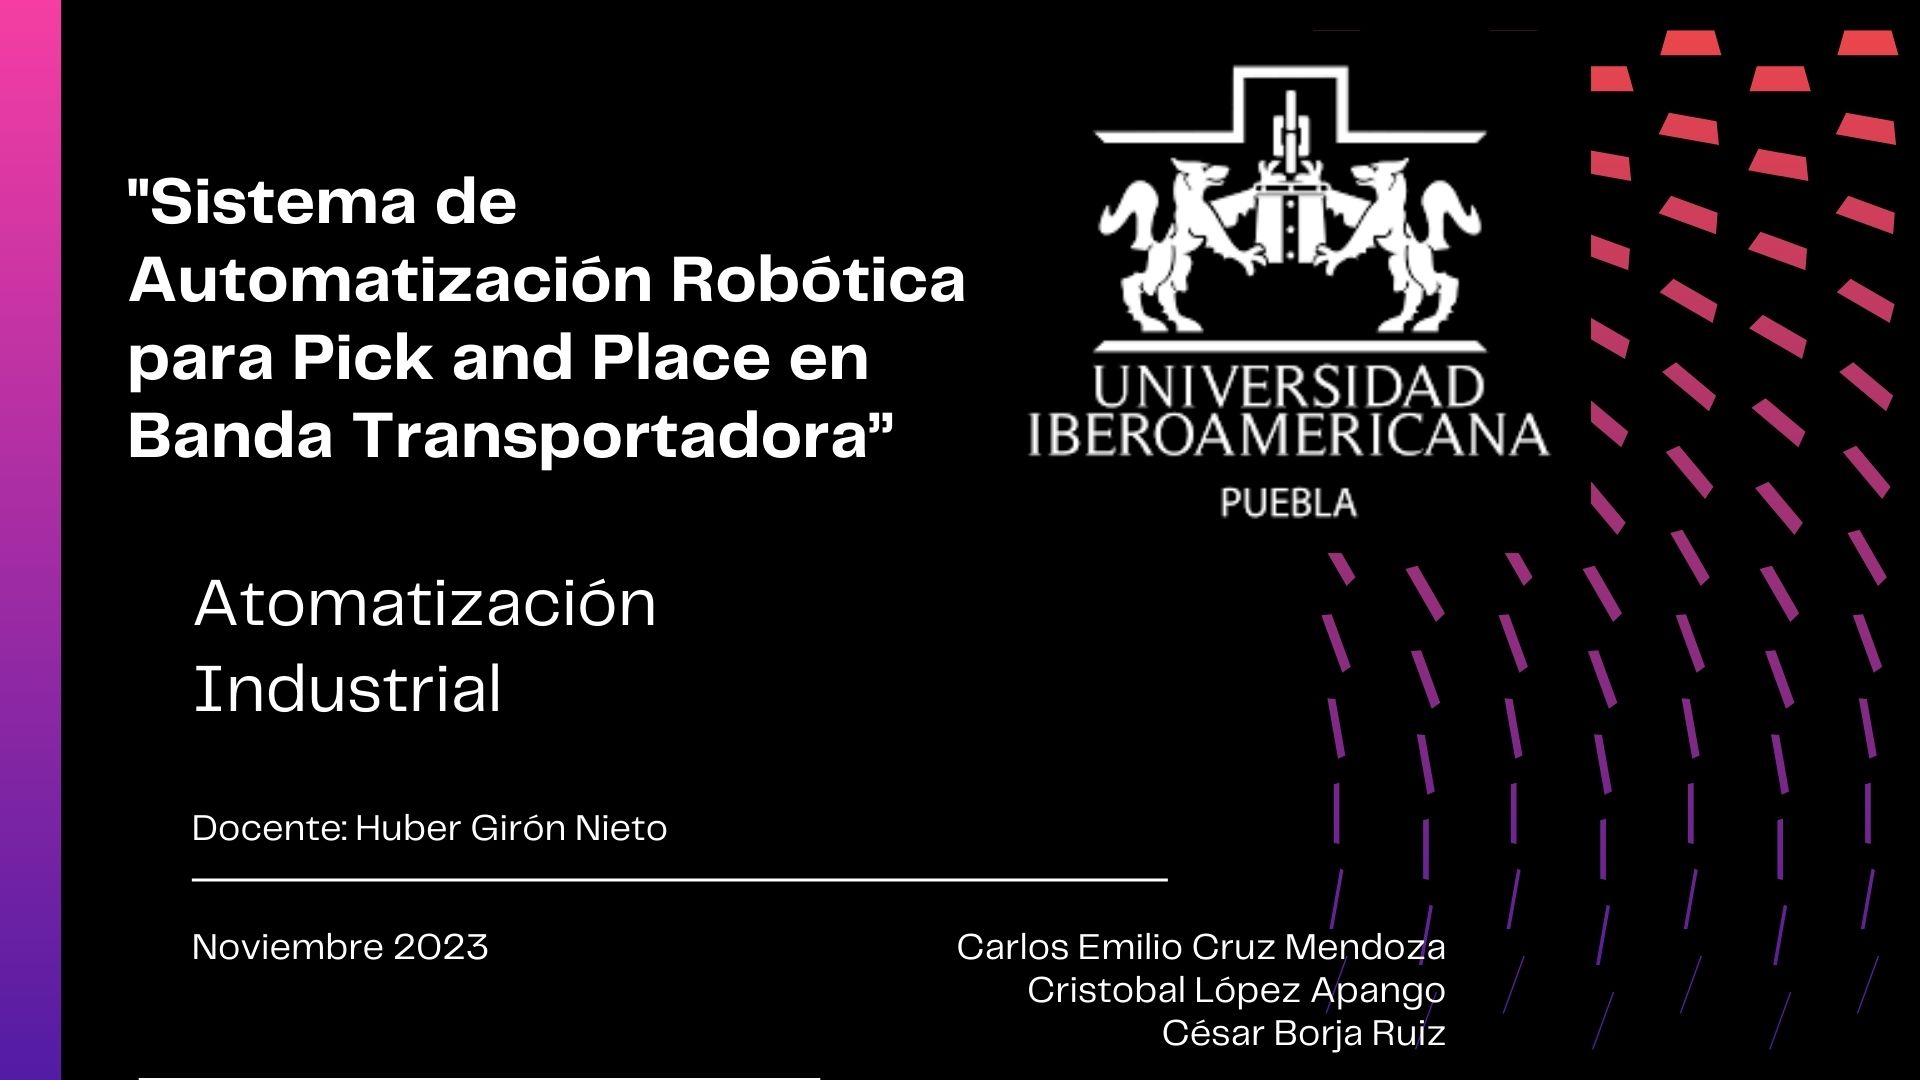 "Sistema de
Automatización Robótica
para Pick and Place en
Banda Transportadora”
UNIVERSIDAD
IBEROAMERICANA
PUEBLA
Atomatización
Industrial
Docente: Huber Girón Nieto
Noviembre 2023
Carlos Emilio Cruz Mendoza
Cristobal López Apango
César Borja Ruiz